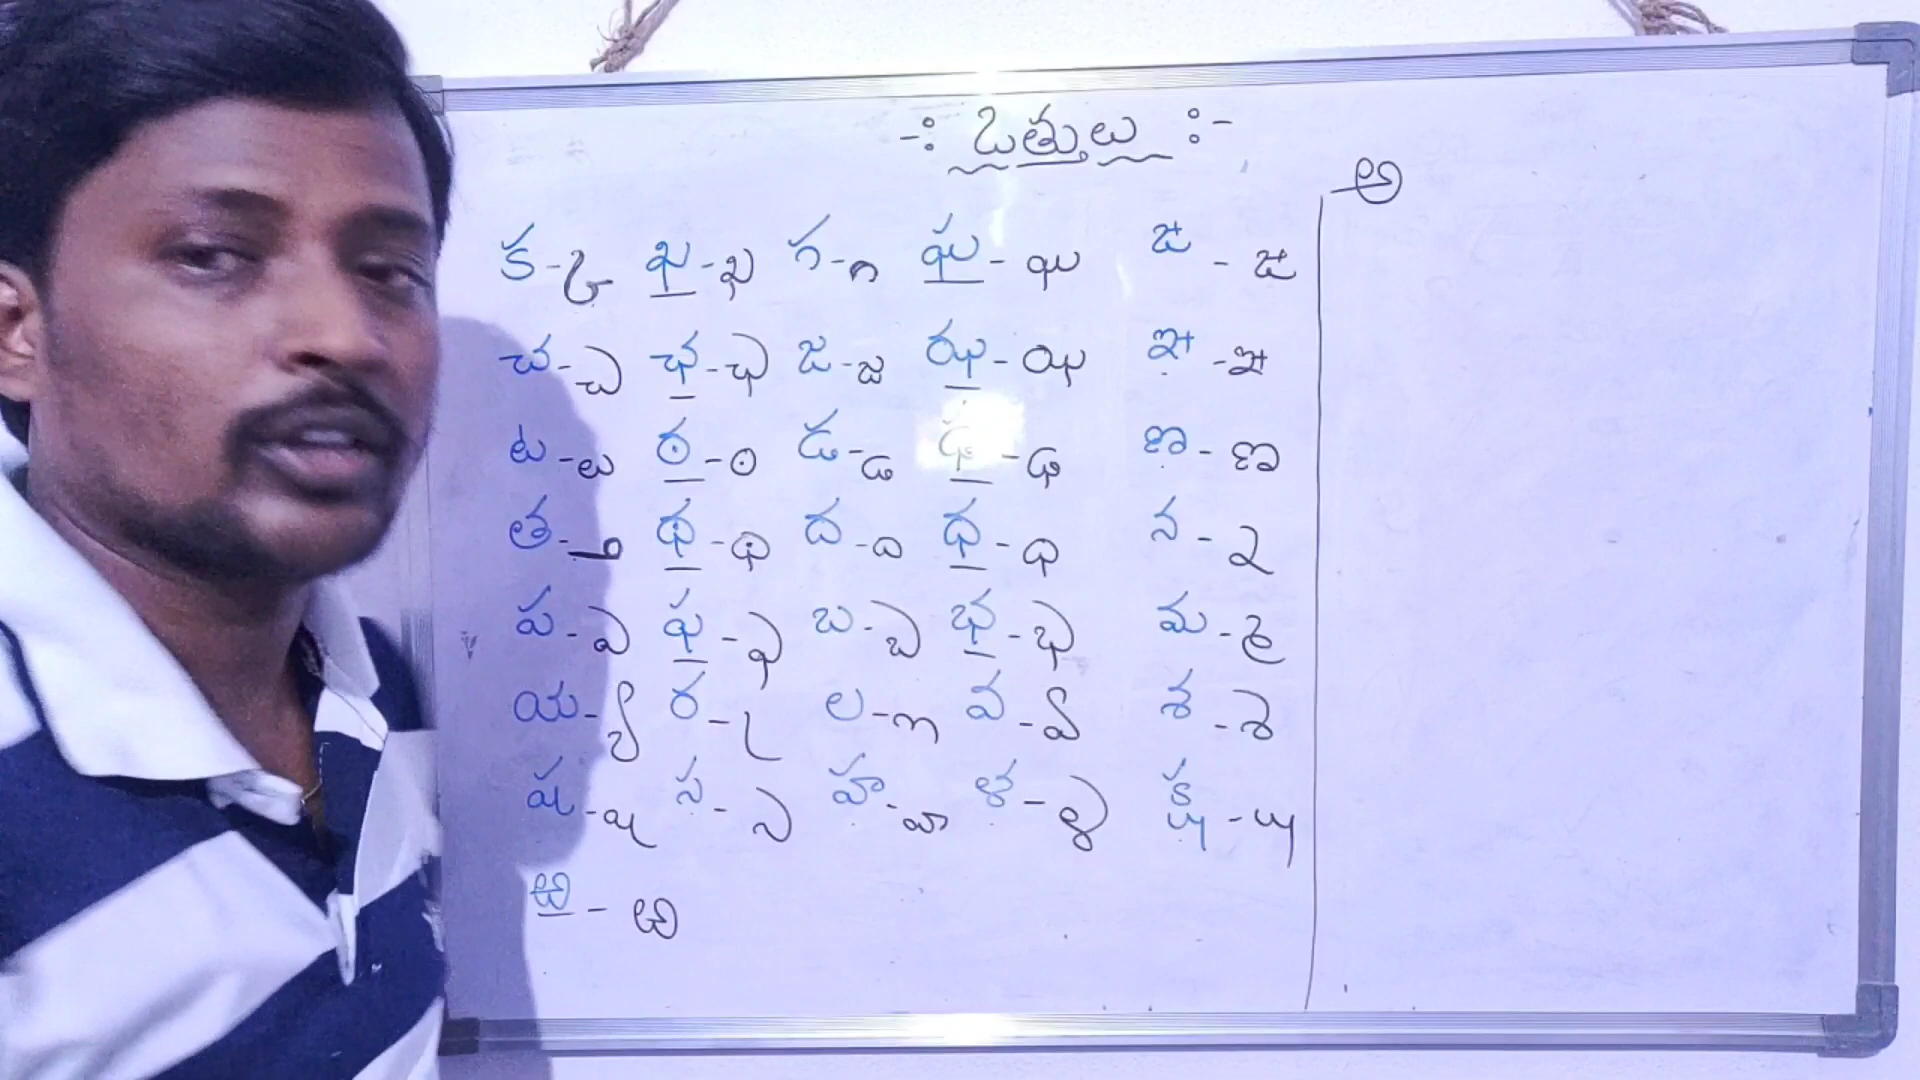 -: ఒత్తులు :-
అ
క - ్క ఖ - ్ఖ గ - ్గ ఘ - ్ఘ ఙ - ్ఙ
చ - ్చ ఛ - ్ఛ జ - ్జ ఝ - ్ఝ ఞ - ్ఞ
ట - ్ట ఠ - ్ఠ డ - ్డ ఢ - ్ఢ ణ - ్ణ
త - ్త థ - ్థ ద - ్ద ధ - ్ధ న - ్న
ప - ్ప ఫ - ్ఫ బ - ్బ భ - ్భ మ - ్మ
య - ్య ర - ్ర ల - ్ల వ - ్వ శ - ్శ
ష - ్ష స - ్స హ - ్హ ళ - ్ళ క్ష - ్ష
ఱ - ్ఱ